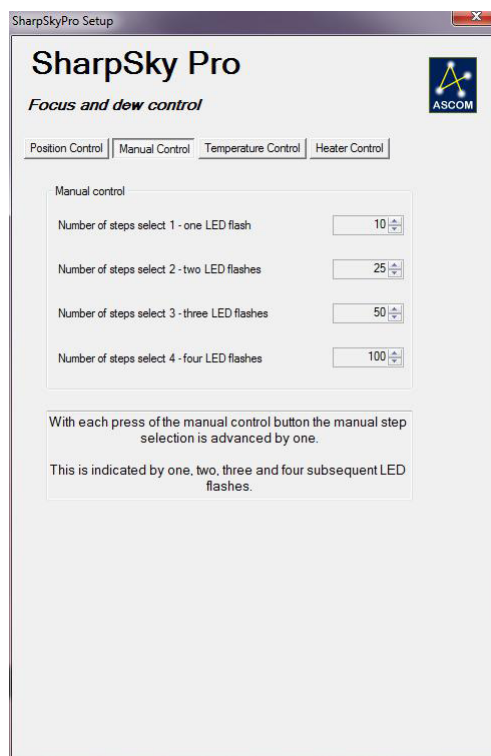 SharpSkyPro Setup
SharpSky Pro
Focus and dew control
ASCOM
Position Control Manual Control Temperature Control Heater Control
Manual control
Number of steps select 1 - one LED flash 10
Number of steps select 2 - two LED flashes 25
Number of steps select 3 - three LED flashes 50
Number of steps select 4 - four LED flashes 100
With each press of the manual control button the manual step
selection is advanced by one.
This is indicated by one, two, three and four subsequent LED
flashes.